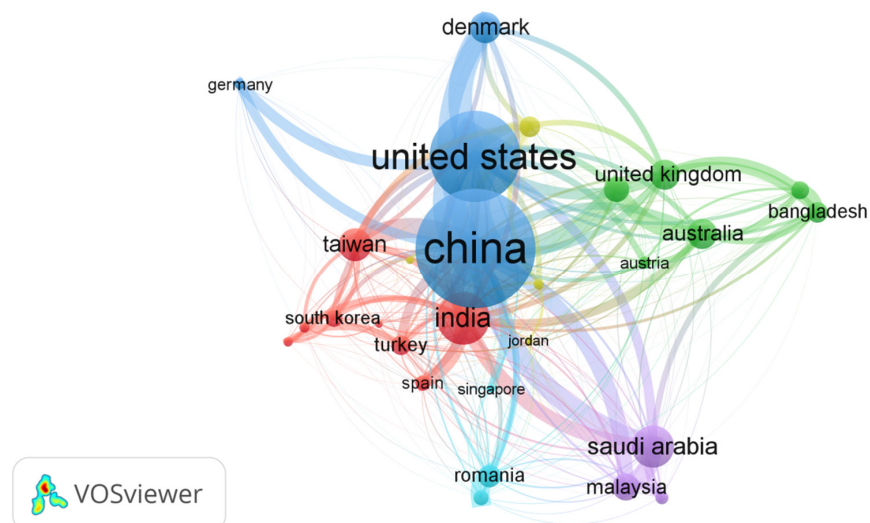 denmark
germany
united states
united kingdom
bangladesh
taiwan
china
australia
austria
south korea
india
turkey
jordan
spain
singapore
saudi arabia
romania
malaysia
VOSviewer